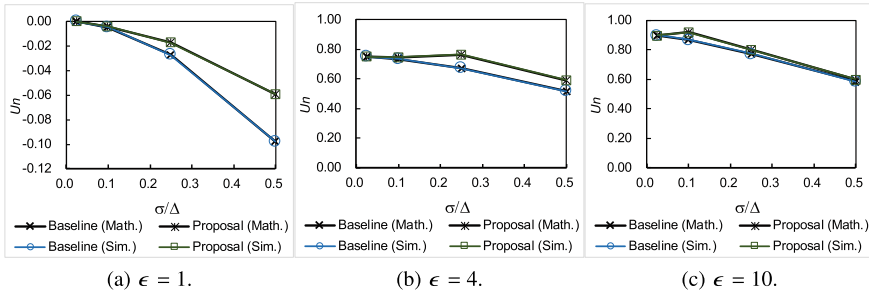 0.00
-0.02
-0.04
-0.06
-0.08
-0.10
-0.12
Un
0.0 0.1 0.2 0.3 0.4 0.5
σ/Δ
Baseline (Math.) Proposal (Math.)
Baseline (Sim.) Proposal (Sim.)
(a) ϵ = 1.
1.00
0.80
0.60
0.40
0.20
0.00
Un
0.0 0.1 0.2 0.3 0.4 0.5
σ/Δ
Baseline (Math.) Proposal (Math.)
Baseline (Sim.) Proposal (Sim.)
(b) ϵ = 4.
1.00
0.80
0.60
0.40
0.20
0.00
Un
0.0 0.1 0.2 0.3 0.4 0.5
σ/Δ
Baseline (Math.) Proposal (Math.)
Baseline (Sim.) Proposal (Sim.)
(c) ϵ = 10.